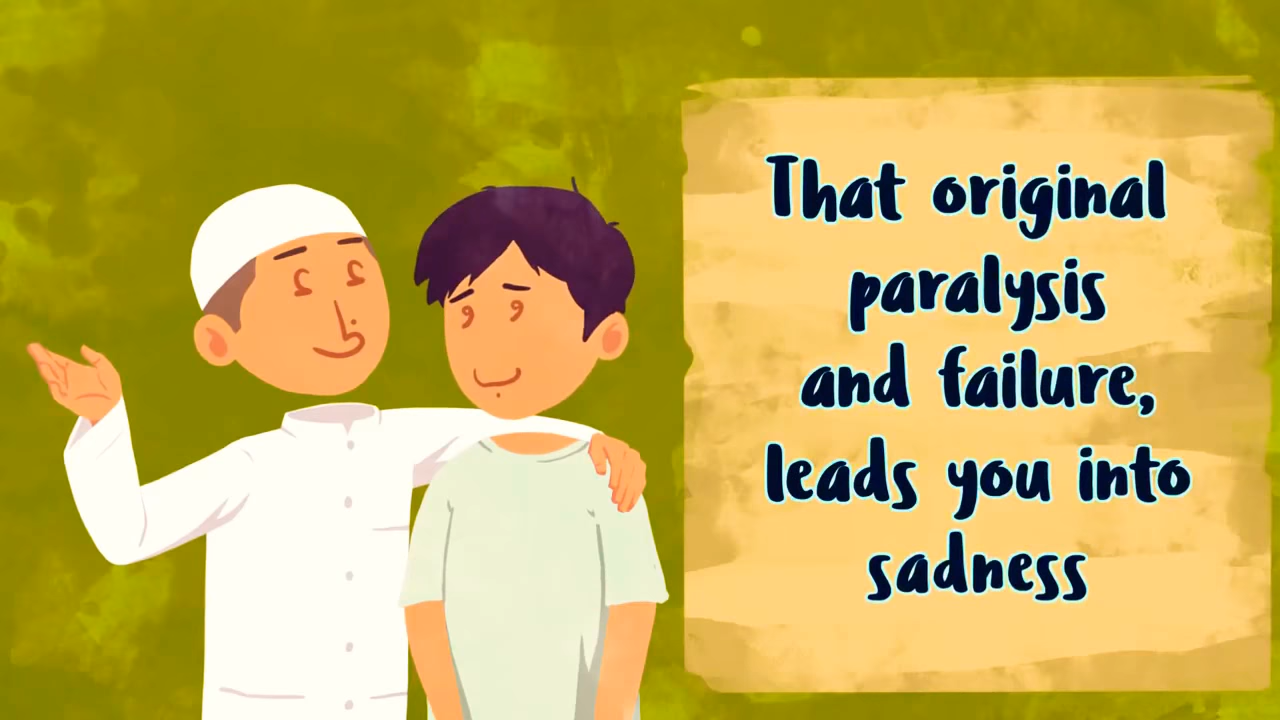 That original
paralysis
and failure,
leads you into
sadness